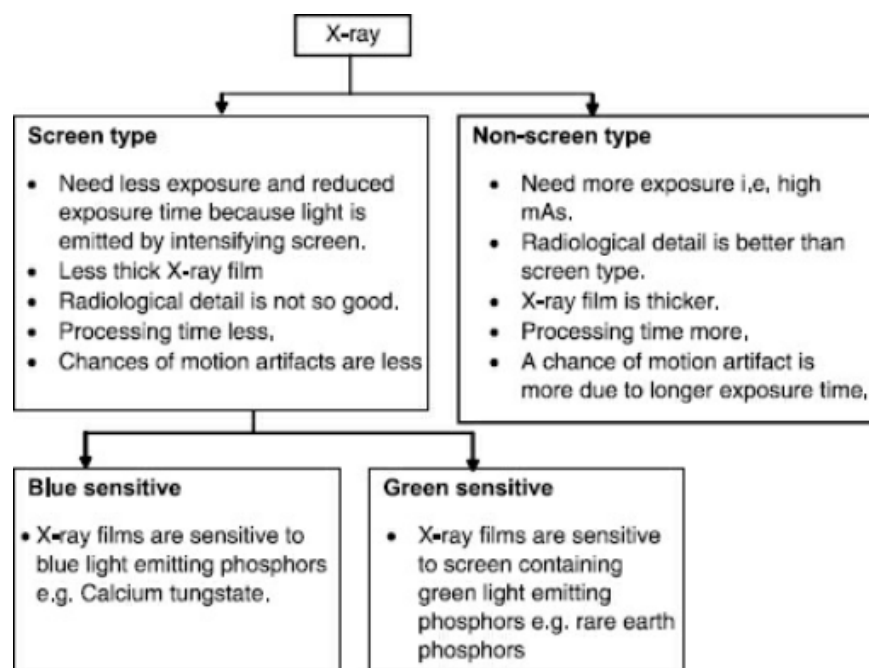 X-ray
Screen type
• Need less exposure and reduced
exposure time because light is
emitted by intensifying screen.
• Less thick X-ray film
• Radiological detail is not so good.
• Processing time less,
• Chances of motion artifacts are less
Non-screen type
• Need more exposure i,e, high
mAs.
• Radiological detail is better than
screen type.
• X-ray film is thicker.
• Processing time more,
• A chance of motion artifact is
more due to longer exposure time,
Blue sensitive
• X-ray films are sensitive to
blue light emitting phosphors
e.g. Calcium tungstate.
Green sensitive
• X-ray films are sensitive
to screen containing
green light emitting
phosphors e.g. rare earth
phosphors